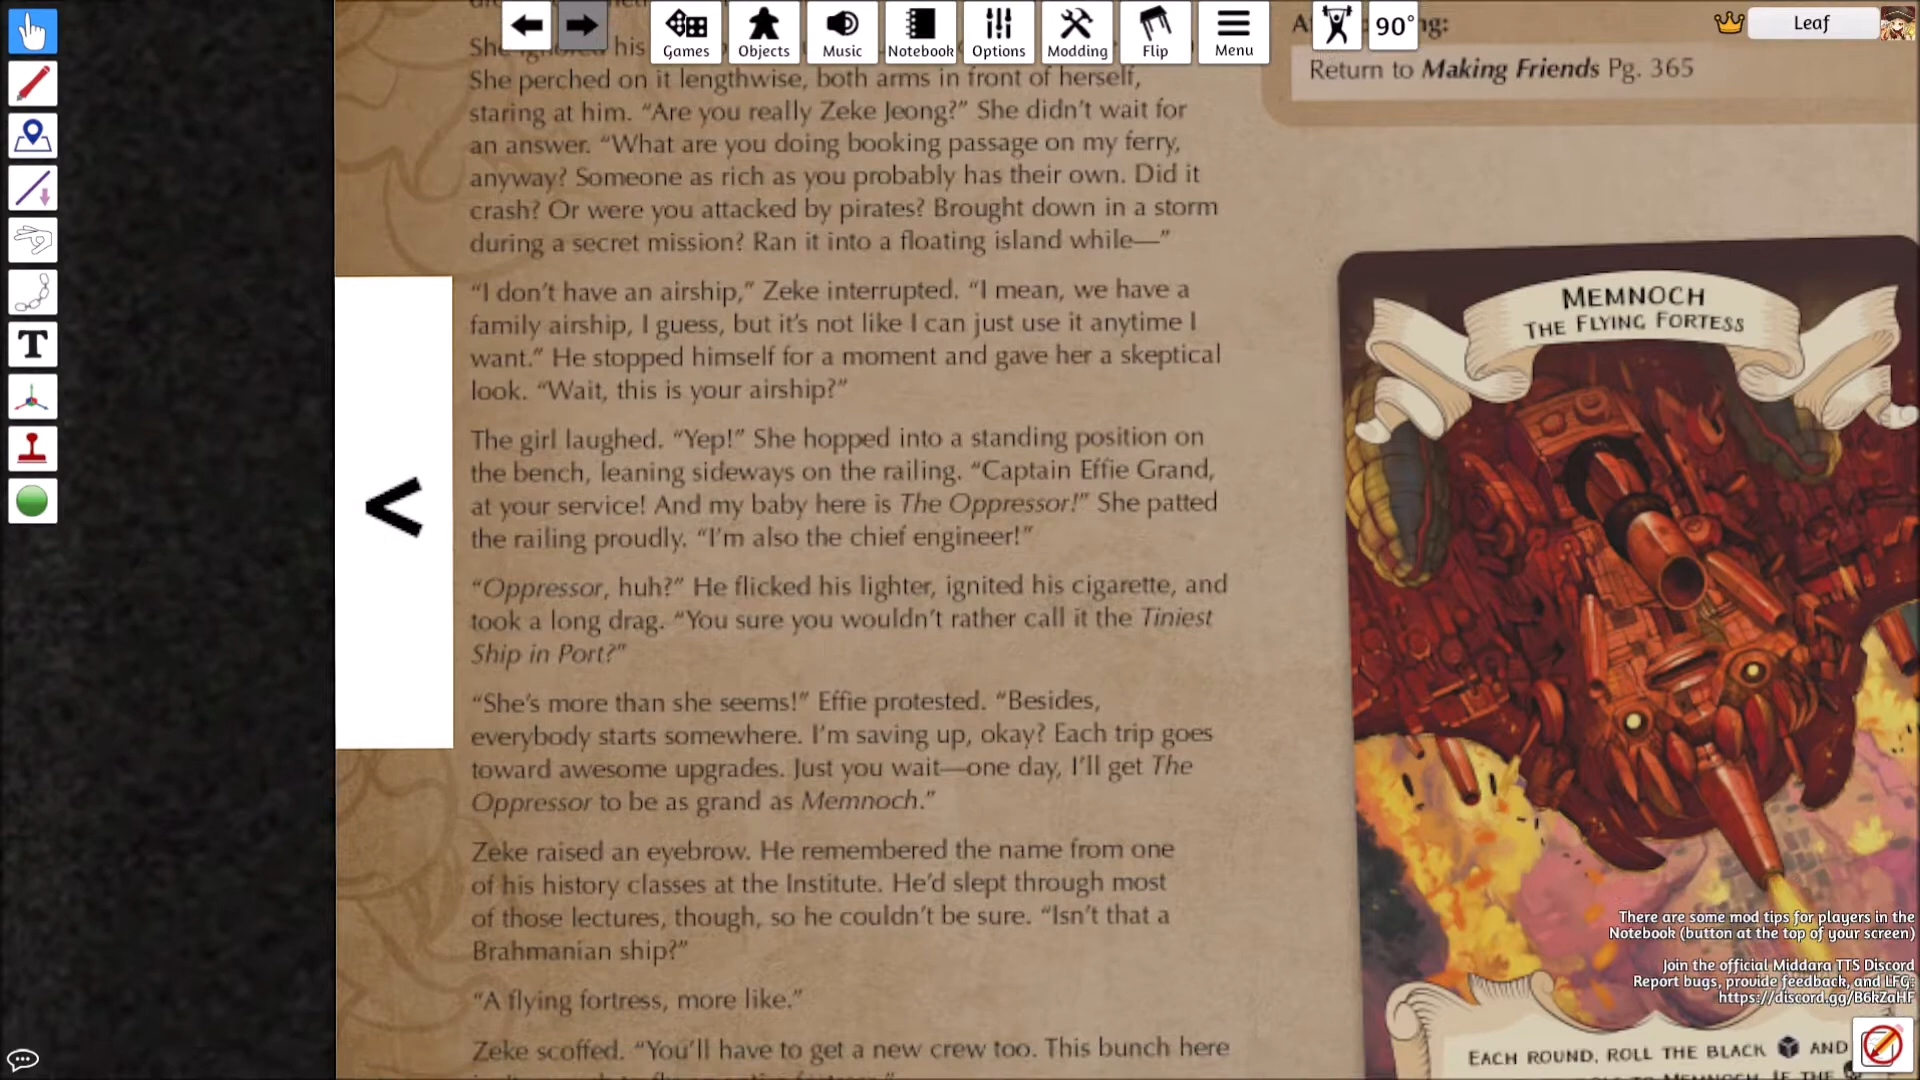 Games
Objects
Music
Notebook
Options
Modding
Flip
Menu
90°
Leaf
She ignored his
She perched on it lengthwise, both arms in front of herself,
staring at him. “Are you really Zeke Jeong?” She didn’t wait for
an answer. “What are you doing booking passage on my ferry,
anyway? Someone as rich as you probably has their own. Did it
crash? Or were you attacked by pirates? Brought down in a storm
during a secret mission? Ran it into a floating island while—”
“I don’t have an airship,” Zeke interrupted. “I mean, we have a
family airship, I guess, but it’s not like I can just use it anytime I
want.” He stopped himself for a moment and gave her a skeptical
look. “Wait, this is your airship?”
The girl laughed. “Yep!” She hopped into a standing position on
the bench, leaning sideways on the railing. “Captain Effie Grand,
at your service! And my baby here is The Oppressor!” She patted
the railing proudly. “I’m also the chief engineer!”
“Oppressor, huh?” He flicked his lighter, ignited his cigarette, and
took a long drag. “You sure you wouldn’t rather call it the Tiniest
Ship in Port?”
“She’s more than she seems!” Effie protested. “Besides,
everybody starts somewhere. I’m saving up, okay? Each trip goes
toward awesome upgrades. Just you wait—one day, I’ll get The
Oppressor to be as grand as Memnoch.”
Zeke raised an eyebrow. He remembered the name from one
of his history classes at the Institute. He’d slept through most
of those lectures, though, so he couldn’t be sure. “Isn’t that a
Brahmanian ship?”
“A flying fortress, more like.”
Zeke scoffed. “You’ll have to get a new crew too. This bunch here
<
Return to Making Friends Pg. 365
MEMNOCH
THE FLYING FORTESS
EACH ROUND, ROLL THE BLACK AND
There are some mod tips for players in the
Notebook (button at the top of your screen)
Join the official Middara TTS Discord
Report bugs, provide feedback, and LFG:
https://discord.gg/B6kZaHF